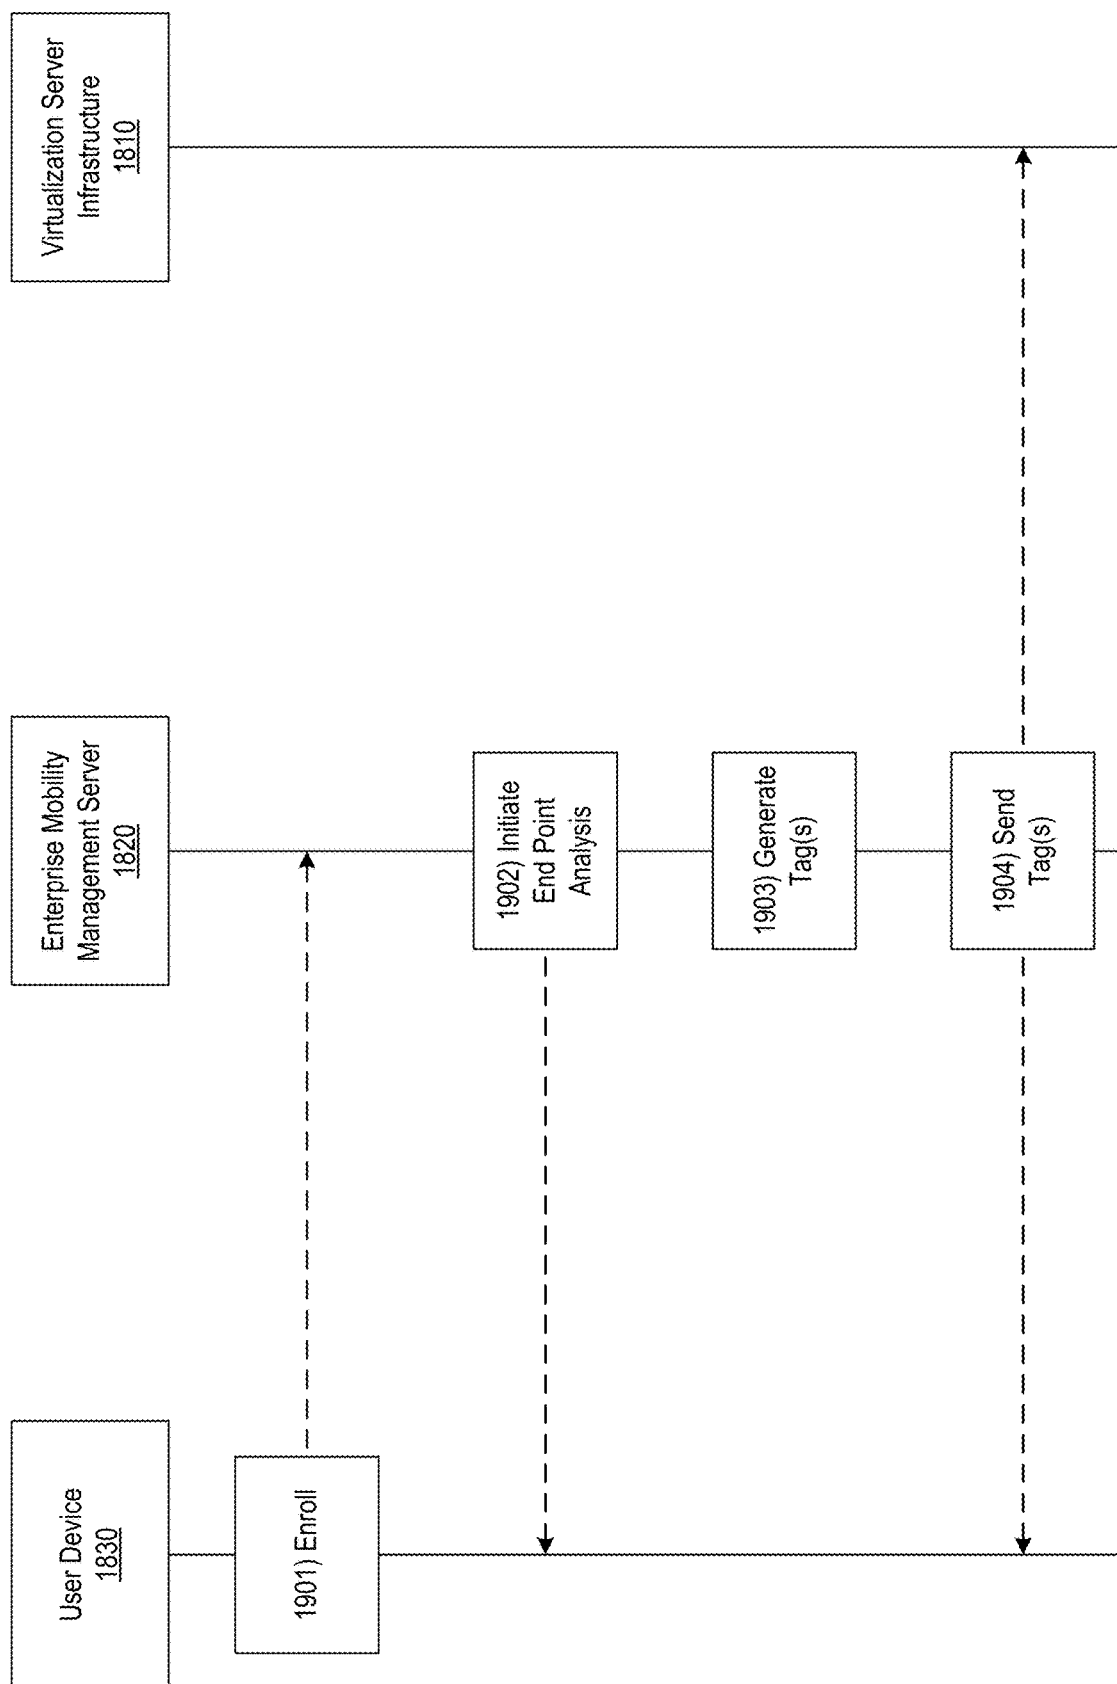 User Device
1830
Enterprise Mobility
Management Server
1820
Virtualization Server
Infrastructure
1810
1901) Enroll
1902) Initiate
End Point
Analysis
1903) Generate
Tag(s)
1904) Send
Tag(s)